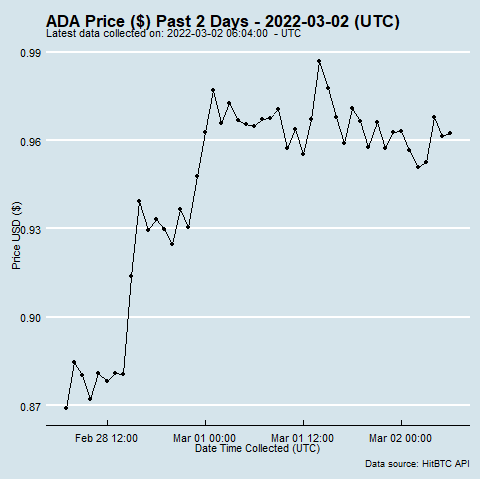 ADA Price ($) Past 2 Days - 2022-03-02 (UTC)
Latest data collected on: 2022-03-02 06:04:00  - UTC
0.99
0.96
0.93
0.90
0.87
Price USD ($)
Feb 28 12:00 Mar 01 00:00 Mar 01 12:00 Mar 02 00:00
Date Time Collected (UTC)
Data source: HitBTC API